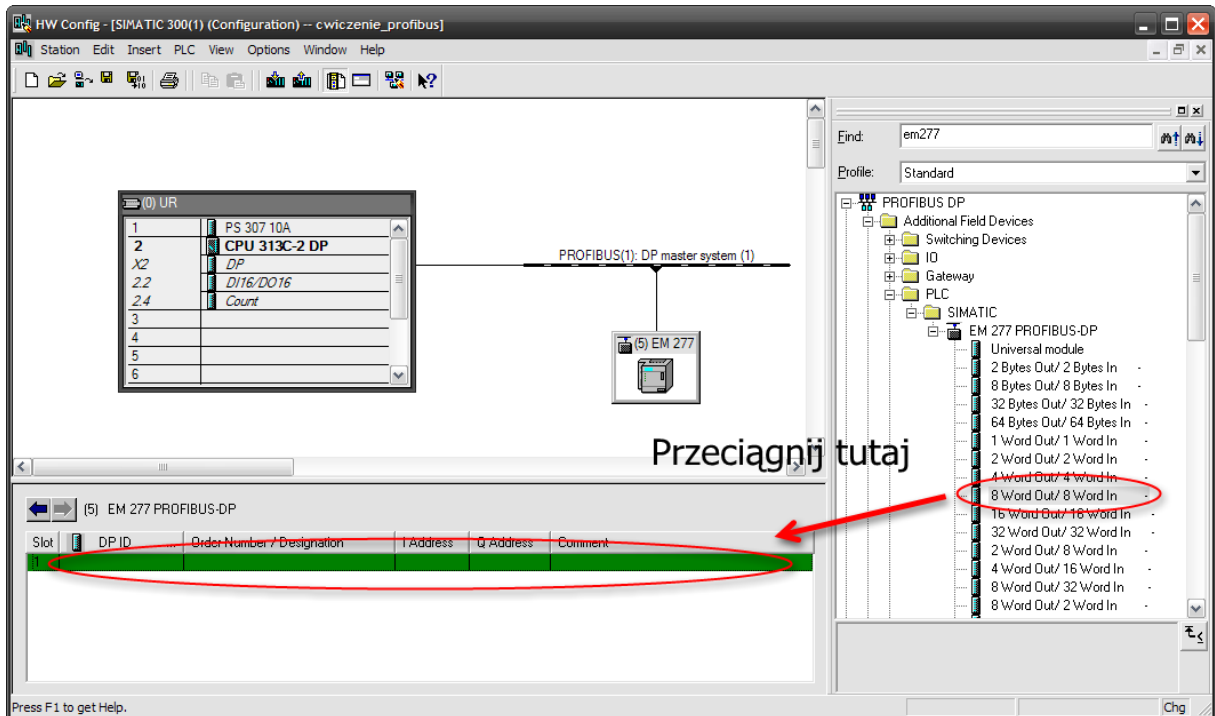 HW Config - [SIMATIC 300(1) (Configuration) -- cwiczenie_profibus]
Station Edit Insert PLC View Options Window Help
(0) UR
1 PS 307 10A
2 CPU 313C-2 DP
X2 DP
2.2 DI16/DO16
2.4 Count
3
4
5
6
PROFIBUS(1): DP master system (1)
(5) EM 277
Find: em277
Profile: Standard
PROFIBUS DP
Additional Field Devices
Switching Devices
IO
Gateway
PLC
SIMATIC
EM 277 PROFIBUS-DP
Universal module
2 Bytes Out/ 2 Bytes In -
8 Bytes Out/ 8 Bytes In -
32 Bytes Out/ 32 Bytes In -
64 Bytes Out/ 64 Bytes In -
1 Word Out/ 1 Word In -
2 Word Out/ 2 Word In -
4 Word Out/ 4 Word In -
8 Word Out/ 8 Word In -
16 Word Out/ 16 Word In -
32 Word Out/ 32 Word In -
2 Word Out/ 8 Word In -
4 Word Out/ 16 Word In -
8 Word Out/ 32 Word In -
8 Word Out/ 2 Word In -
Przeciągnij tutaj
(5) EM 277 PROFIBUS-DP
Slot DP ID ... Order Number / Designation I Address Q Address Comment
1
Press F1 to get Help.
Chg